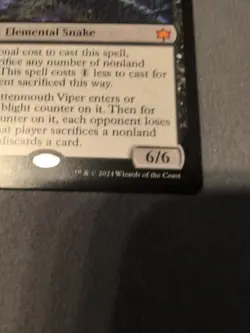 Elemental Snake
onal cost to cast this spell,
rifice any number of nonland
This spell costs less to cast for
ent sacrificed this way.
ttenmouth Viper enters or
blight counter on it. Then for
unter on it, each opponent loses
at player sacrifices a nonland
discards a card.
6/6
™ & © 2024 Wizards of the Coast